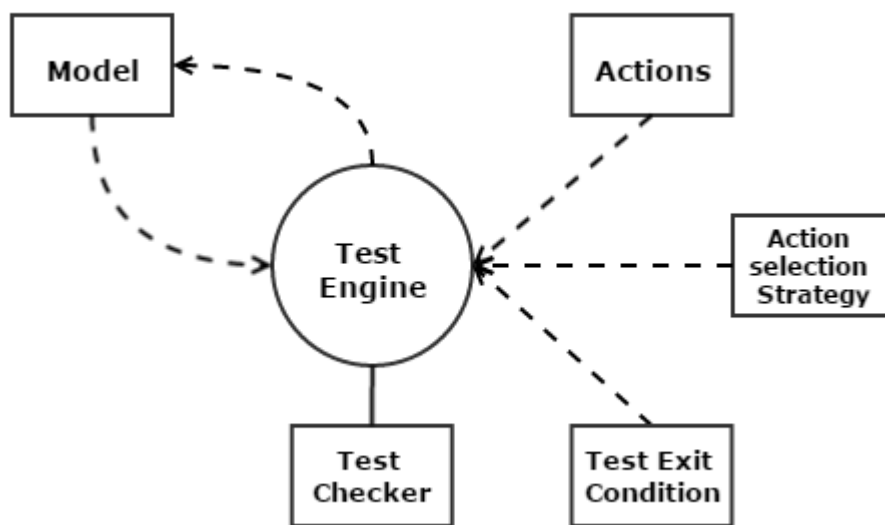 Model
Actions
Test
Engine
Action
selection
Strategy
Test
Checker
Test Exit
Condition